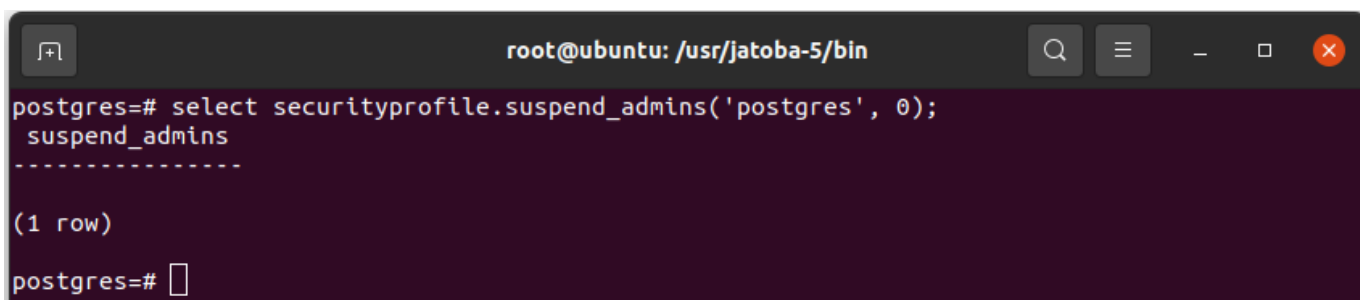 root@ubuntu: /usr/jatoba-5/bin
postgres=# select securityprofile.suspend_admins('postgres', 0);
 suspend_admins
----------------

(1 row)

postgres=#